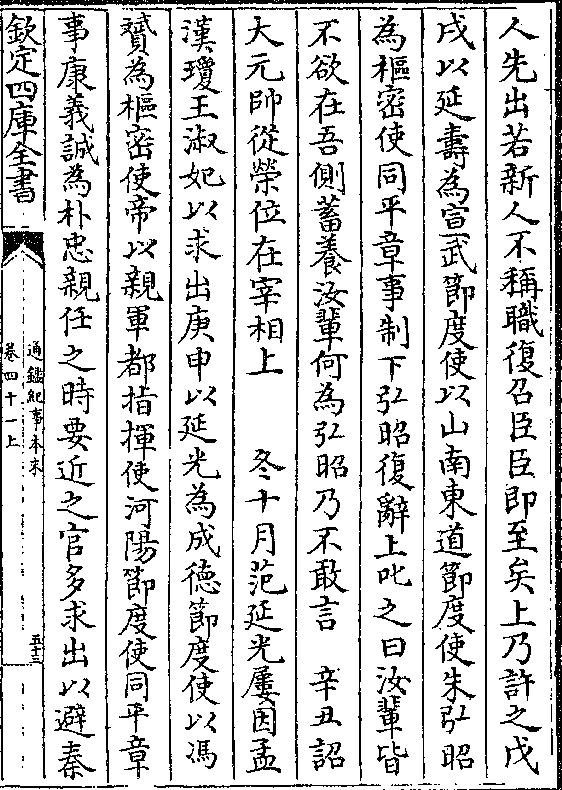 人先出若新人不稱職復召臣臣即至矣上乃許之戊
戌以延壽為宣武節度使以山南東道節度使朱弘昭
為樞密使同平章事制下弘昭復辭上叱之曰汝輩皆
不欲在吾側蓄養汝輩何為弘昭乃不敢言　辛丑詔
大元帥從榮位在宰相上　　冬十月范延光屢因孟
漢瓊王淑妃以求出庚申以延光為成德節度使以馮
贇為樞密使帝以親軍都指揮使河陽節度使同平章
事康義誠為朴忠親任之時要近之官多求出以避秦
欽定四庫全書
通鑑紀事本末
卷四十一上
五十三